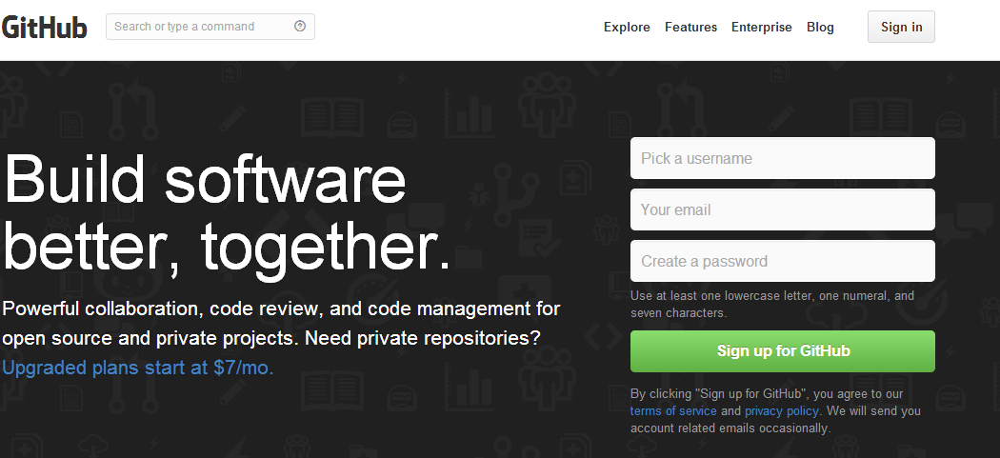 GitHub
Search or type a command
Explore Features Enterprise Blog Sign in
Build software
better, together.
Powerful collaboration, code review, and code management for
open source and private projects. Need private repositories?
Upgraded plans start at $7/mo.
Pick a username
Your email
Create a password
Use at least one lowercase letter, one numeral, and
seven characters.
Sign up for GitHub
By clicking "Sign up for GitHub", you agree to our
terms of service and privacy policy. We will send you
account related emails occasionally.